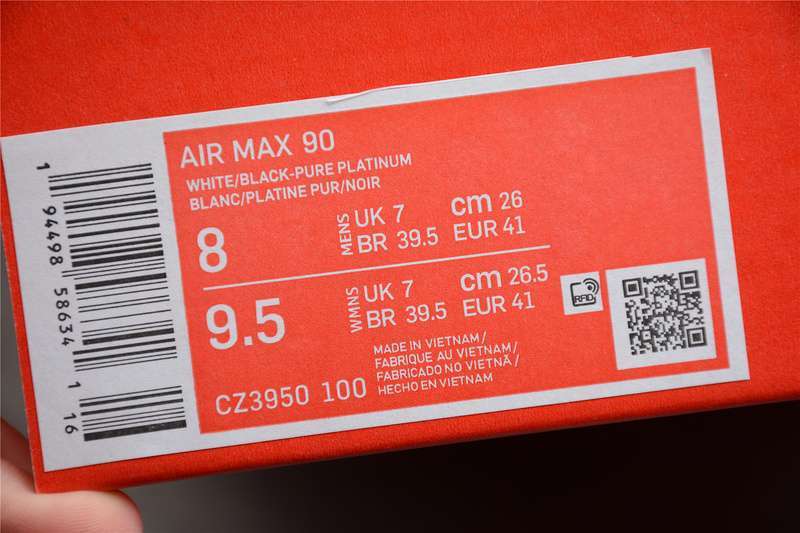 AIR MAX 90
WHITE/BLACK-PURE PLATINUM
BLANC/PLATINE PUR/NOIR
8
MENS
UK 7
cm 26
BR 39.5
EUR 41
9.5
WMNS
UK 7
cm 26.5
BR 39.5
EUR 41
RFID
MADE IN VIETNAM/
FABRIQUE AU VIETNAM/
FABRICADO NO VIETNÃ/
HECHO EN VIETNAM
CZ3950 100
1 94498 58634 1 16